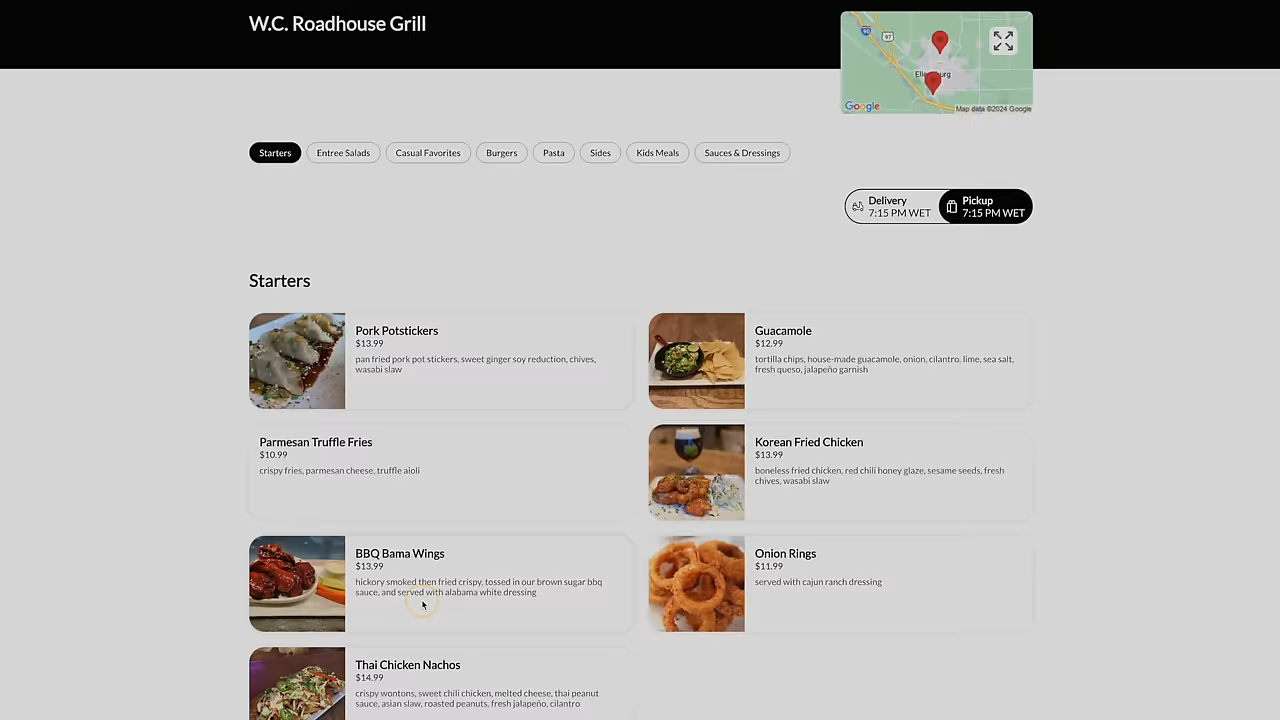 W.C. Roadhouse Grill
97
Ellensburg
Google
Map data ©2024 Google
Starters
Entree Salads
Casual Favorites
Burgers
Pasta
Sides
Kids Meals
Sauces & Dressings
Delivery
7:15 PM WET
Pickup
7:15 PM WET
Starters
Pork Potstickers
$13.99
pan fried pork pot stickers, sweet ginger soy reduction, chives,
wasabi slaw
Guacamole
$12.99
tortilla chips, house-made guacamole, onion, cilantro, lime, sea salt,
fresh queso, jalapeño garnish
Parmesan Truffle Fries
$10.99
crispy fries, parmesan cheese, truffle aioli
Korean Fried Chicken
$13.99
boneless fried chicken, red chili honey glaze, sesame seeds, fresh
chives, wasabi slaw
BBQ Bama Wings
$13.99
hickory smoked then fried crispy, tossed in our brown sugar bbq
sauce, and served with alabama white dressing
Onion Rings
$11.99
served with cajun ranch dressing
Thai Chicken Nachos
$14.99
crispy wontons, sweet chili chicken, melted cheese, thai peanut
sauce, asian slaw, roasted peanuts, fresh jalapeño, cilantro